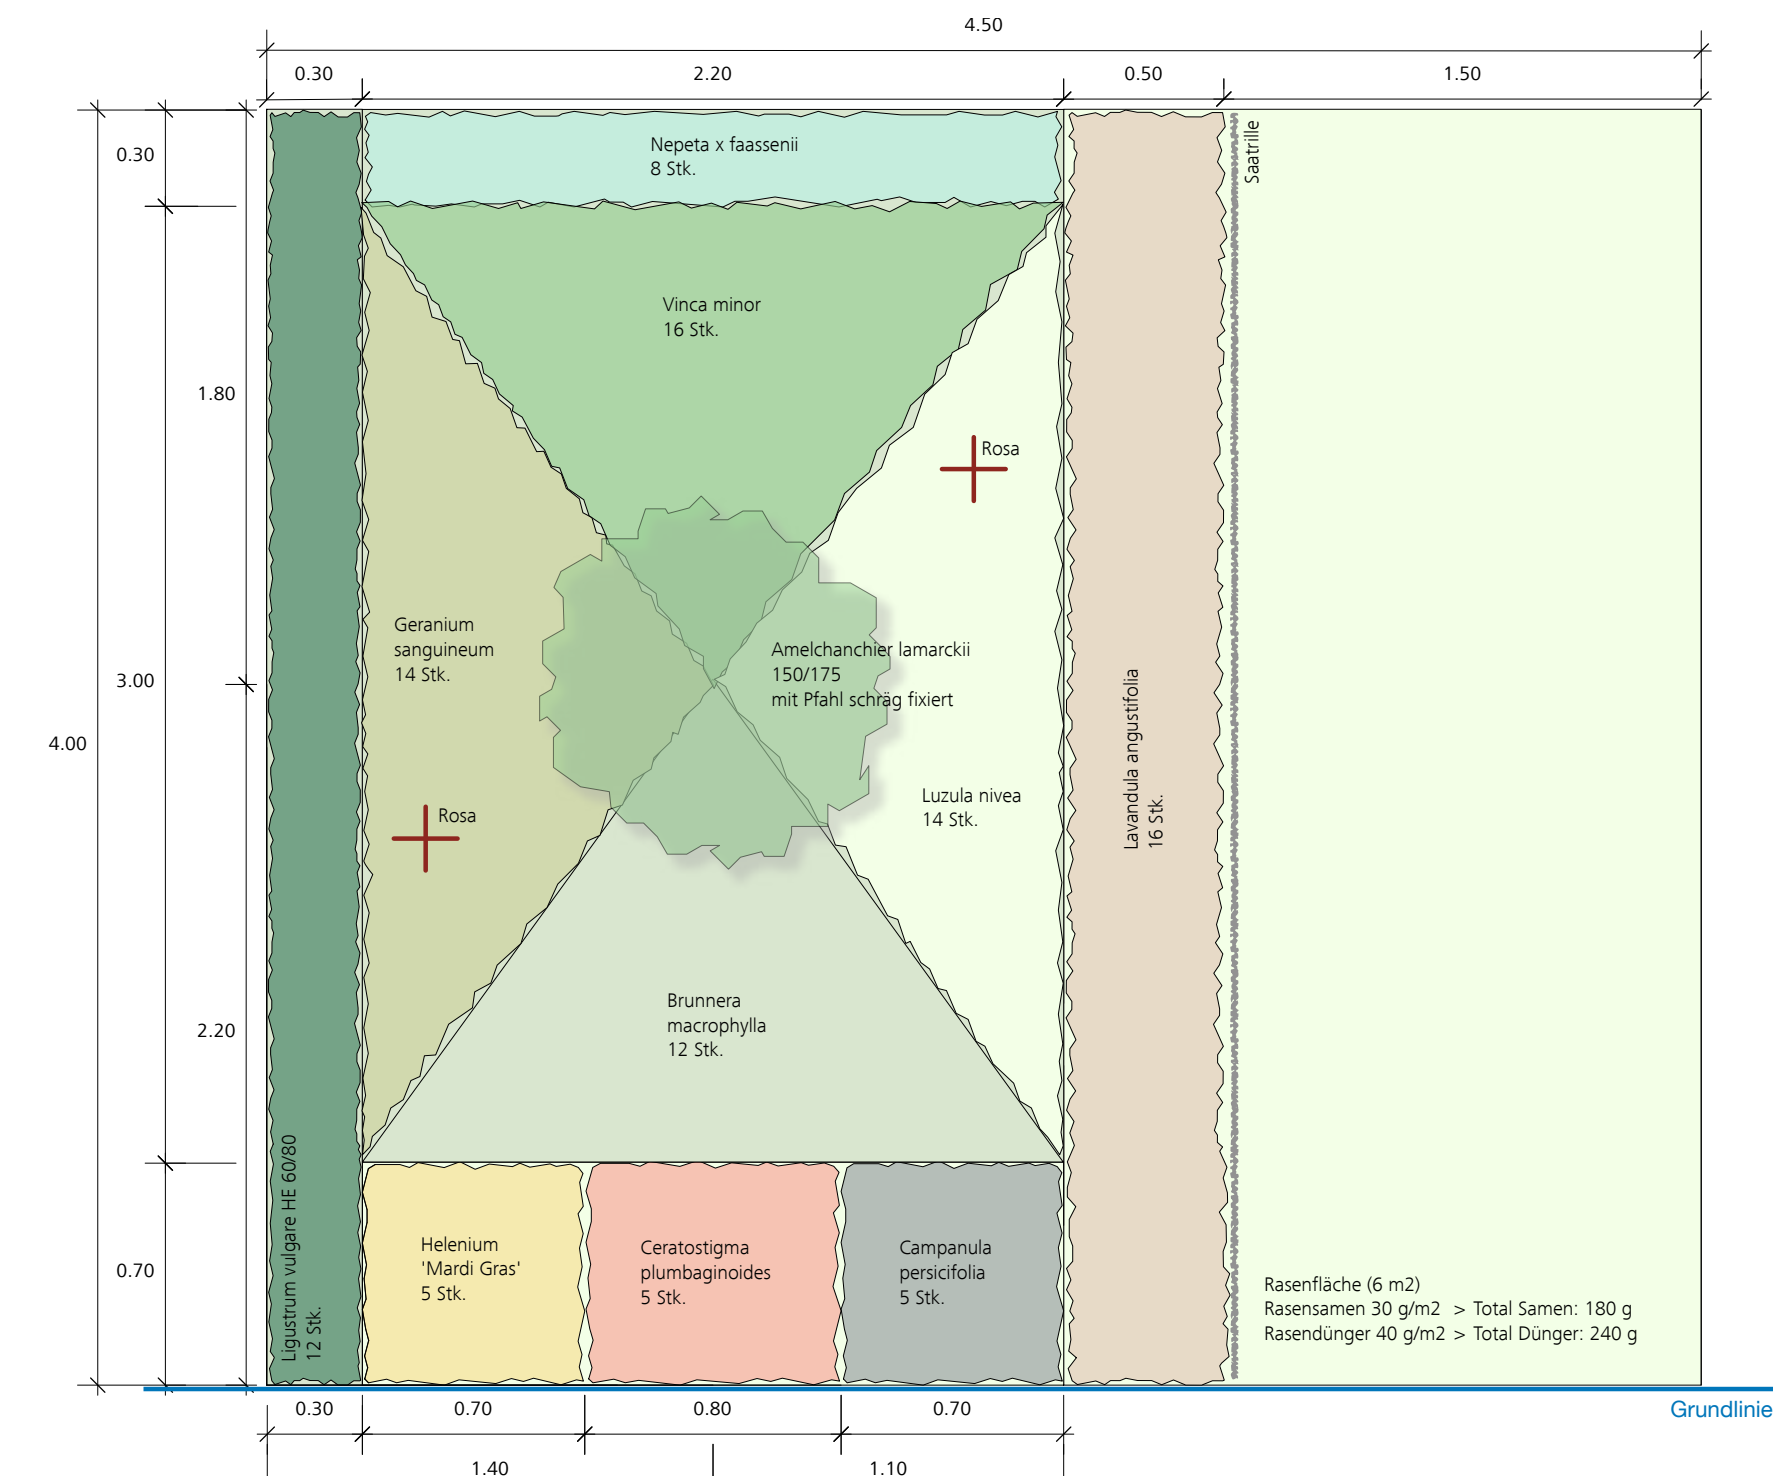 4.50
0.30
2.20
0.50
1.50
0.30
Nepeta x faassenii
8 Stk.
Saatrille
Vinca minor
16 Stk.
1.80
Rosa
Geranium
sanguineum
14 Stk.
Amelchanchier lamarckii
150/175
mit Pfahl schräg fixiert
3.00
4.00
Lavandula angustifolia
16 Stk.
Luzula nivea
14 Stk.
Rosa
Brunnera
macrophylla
12 Stk.
2.20
Ligustrum vulgare HE 60/80
12 Stk.
0.70
Helenium
'Mardi Gras'
5 Stk.
Ceratostigma
plumbaginoides
5 Stk.
Campanula
persicifolia
5 Stk.
Rasenfläche (6 m2)
Rasensamen 30 g/m2 > Total Samen: 180 g
Rasendünger 40 g/m2 > Total Dünger: 240 g
Grundlinie
0.30
0.70
0.80
0.70
1.40
1.10